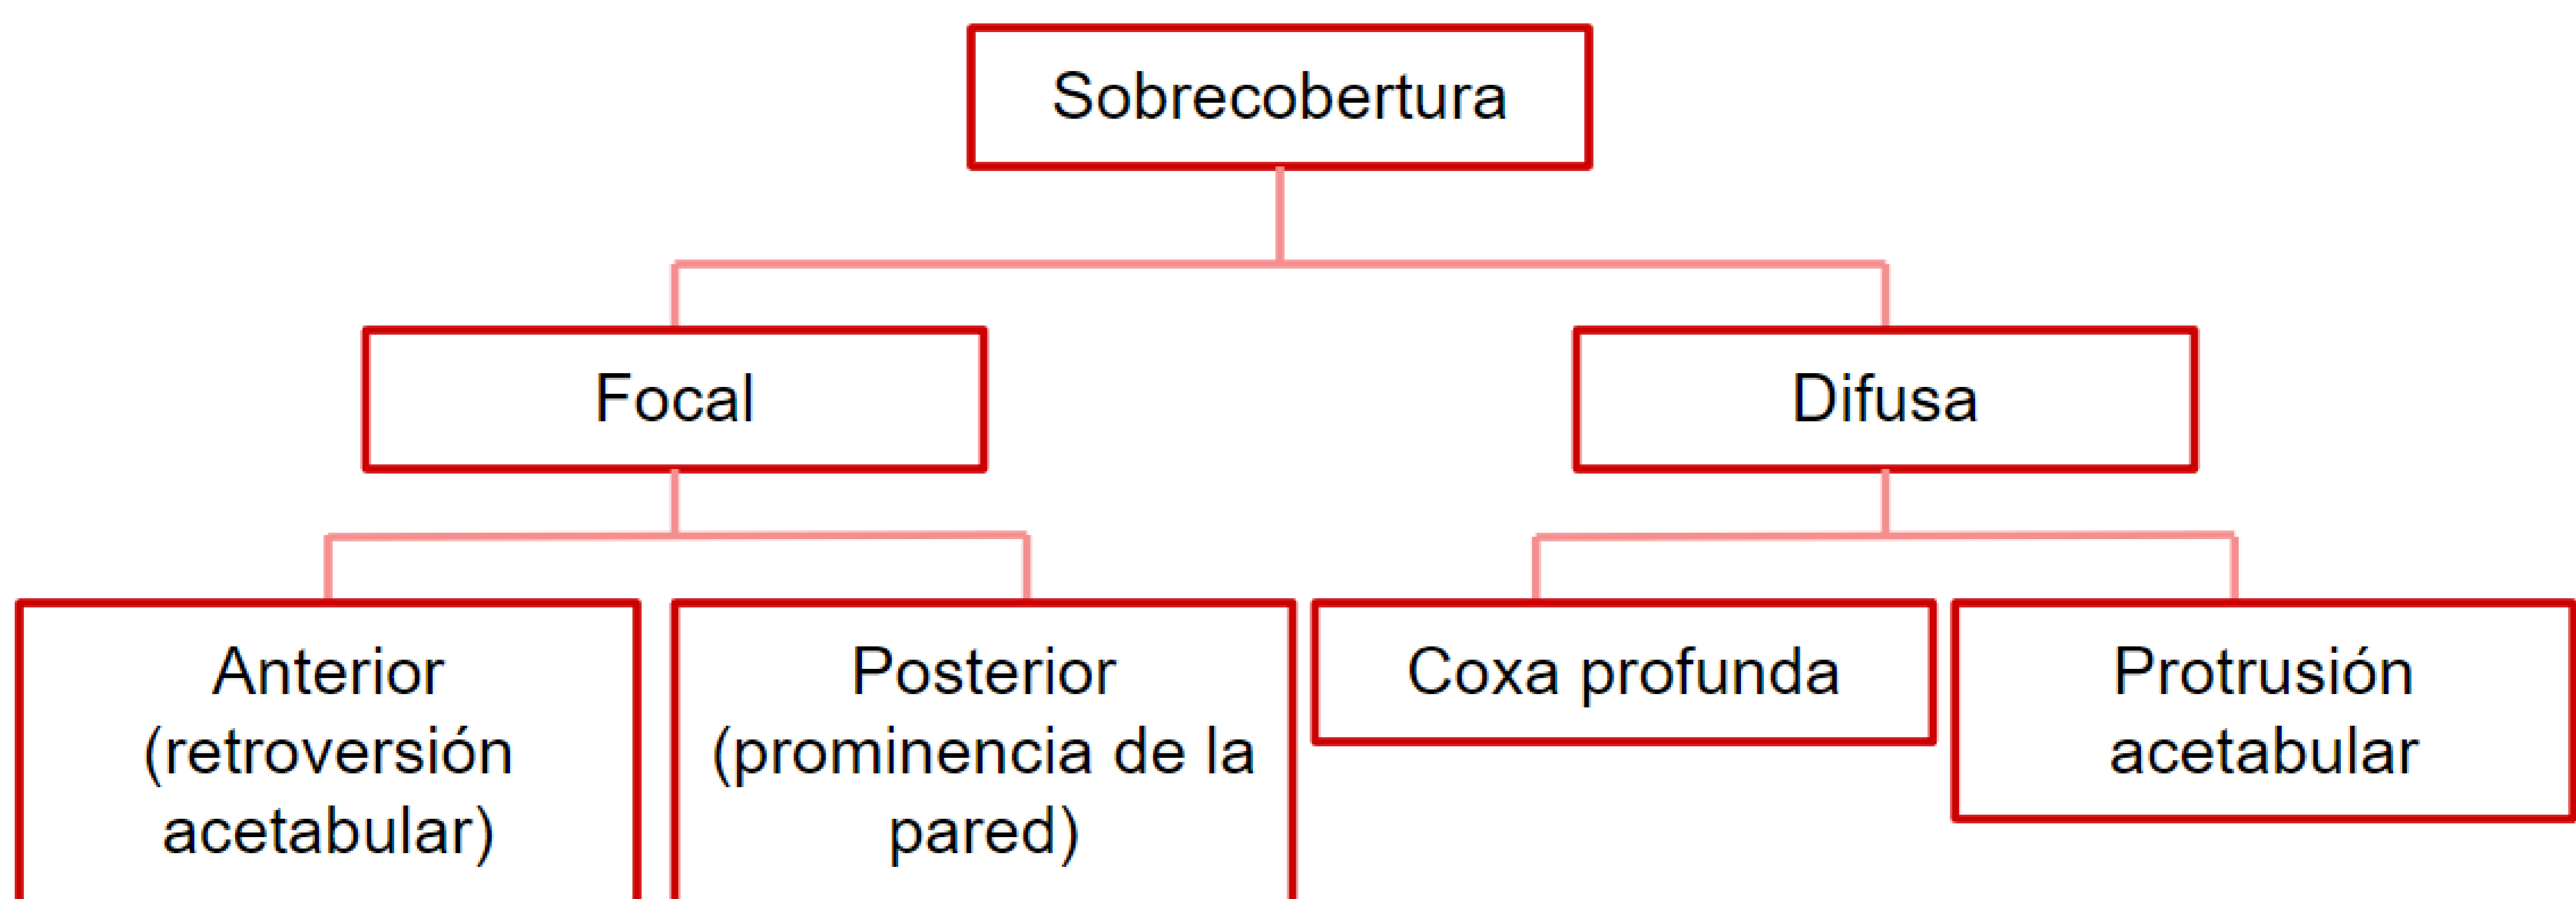 Sobrecobertura
Focal
Difusa
Anterior
(retroversión
acetabular)
Posterior
(prominencia de la
pared)
Coxa profunda
Protrusión
acetabular